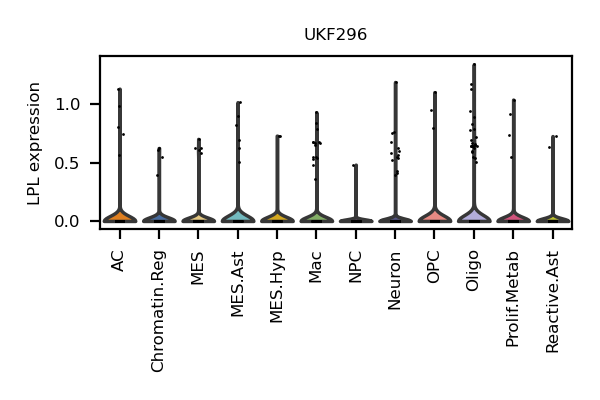 UKF296
LPL expression
1.0
0.5
0.0
AC
Chromatin.Reg
MES
MES.Ast
MES.Hyp
Mac
NPC
Neuron
OPC
Oligo
Prolif.Metab
Reactive.Ast